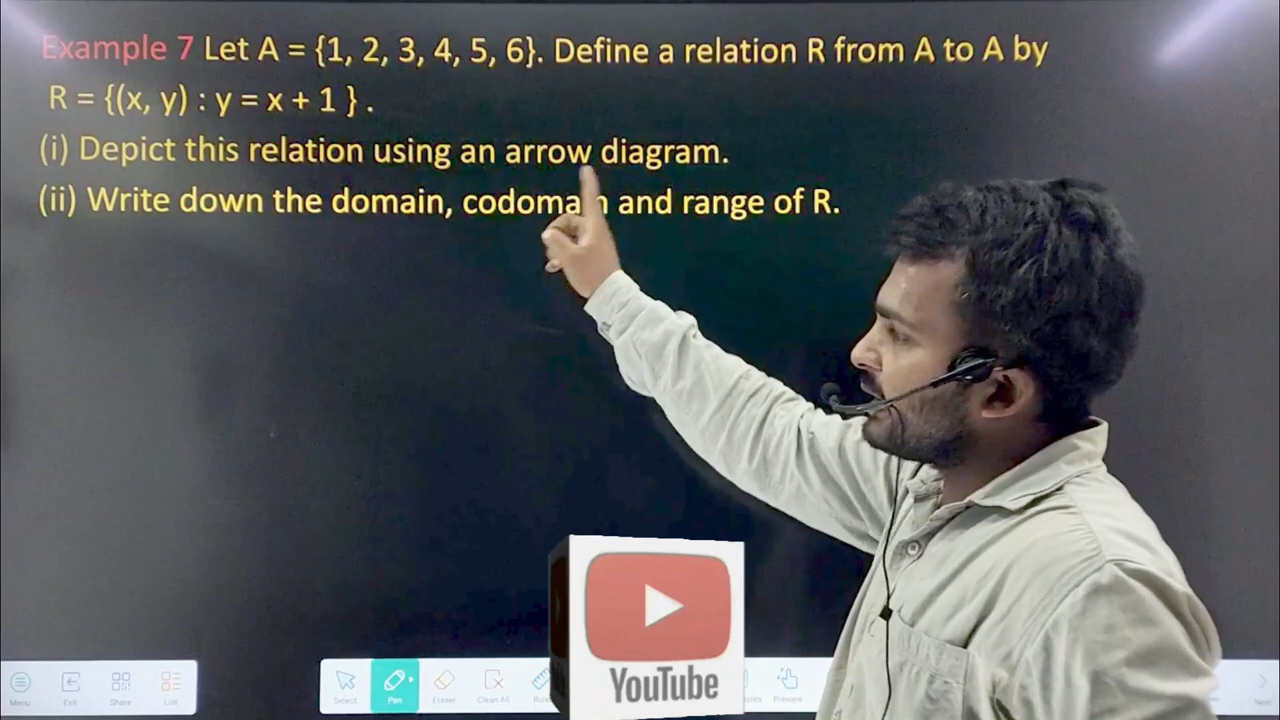 Example 7 Let A = {1, 2, 3, 4, 5, 6}. Define a relation R from A to A by
R = {(x, y) : y = x + 1 } .
(i) Depict this relation using an arrow diagram.
(ii) Write down the domain, codomain and range of R.
YouTube
Menu Exit Share List Select Pen Eraser Clean All Preview Next